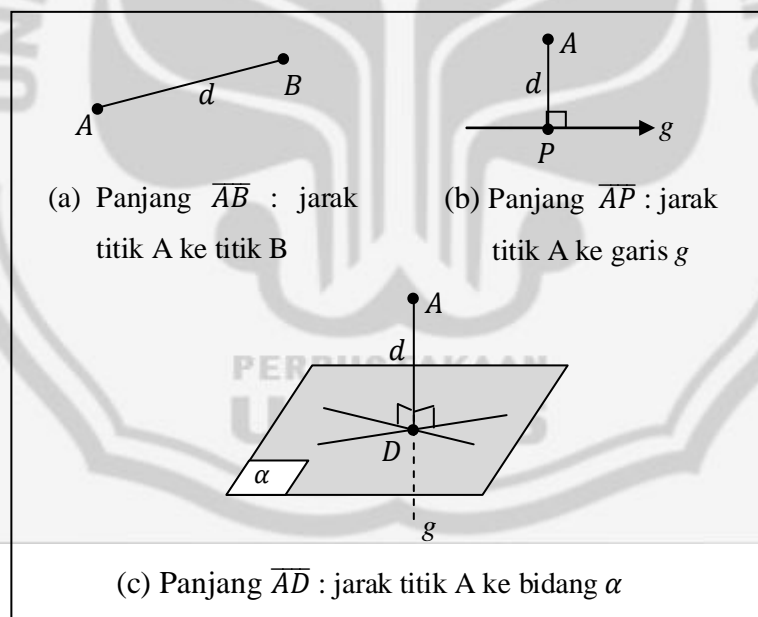 A
d
B
A
d
P
g
(a) Panjang AB : jarak
titik A ke titik B
(b) Panjang AP : jarak
titik A ke garis g
A
d
D
α
g
(c) Panjang AD : jarak titik A ke bidang α